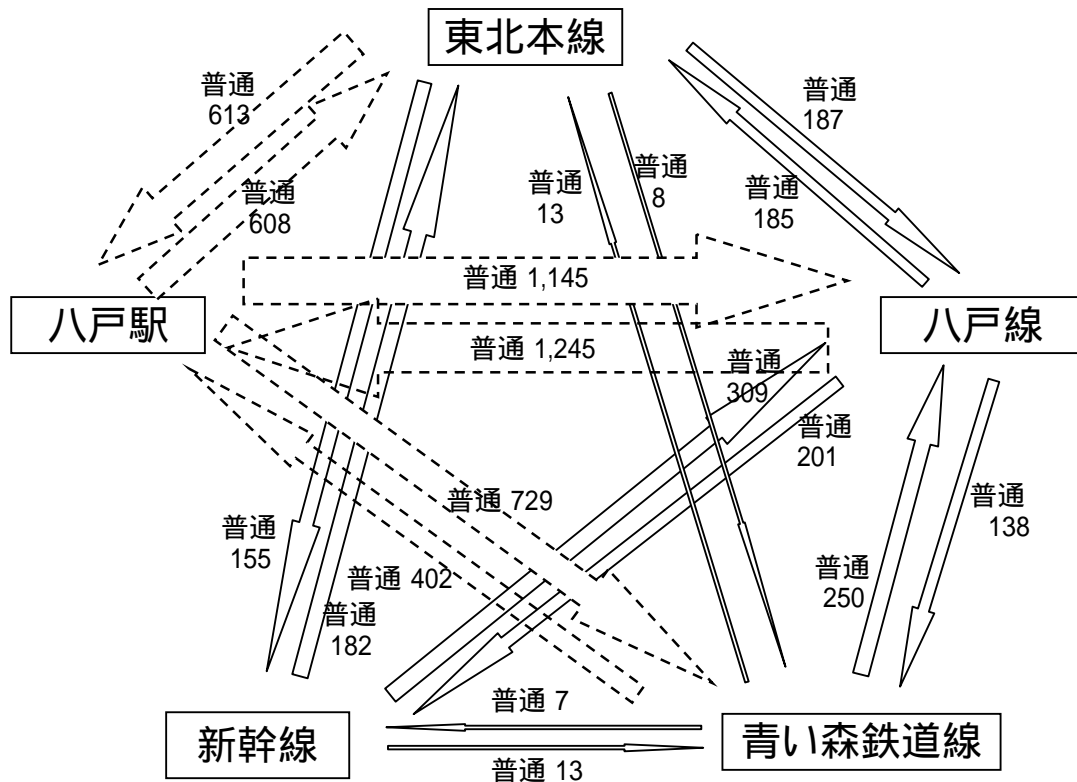 東北本線
普通
613
普通
187
普通
13
普通
8
普通
185
普通
608
普通 1,145
八戸駅
八戸線
普通 1,245
普通
309
普通
201
普通 729
普通
138
普通
155
普通 402
普通
250
普通
182
普通 7
新幹線
青い森鉄道線
普通 13